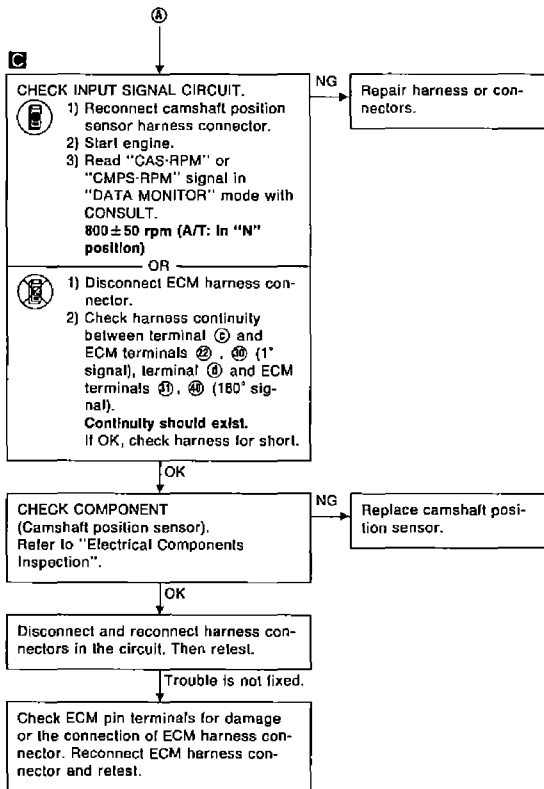 A
C
CHECK INPUT SIGNAL CIRCUIT.
1) Reconnect camshaft position
sensor harness connector.
2) Start engine.
3) Read "CAS-RPM" or
"CMPS-RPM" signal in
"DATA MONITOR" mode with
CONSULT.
800±50 rpm (A/T: In "N"
position)
OR
1) Disconnect ECM harness con-
nector.
2) Check harness continuity
between terminal ⓒ and
ECM terminals ㉒ , ㉚ (1°
signal), terminal ⓓ and ECM
terminals ㉛, ㊵ (180° sig-
nal).
Continuity should exist.
If OK, check harness for short.
NG
Repair harness or con-
nectors.
OK
CHECK COMPONENT
(Camshaft position sensor).
Refer to "Electrical Components
Inspection".
NG
Replace camshaft posi-
tion sensor.
OK
Disconnect and reconnect harness con-
nectors in the circuit. Then retest.
Trouble is not fixed.
Check ECM pin terminals for damage
or the connection of ECM harness con-
nector. Reconnect ECM harness con-
nector and retest.